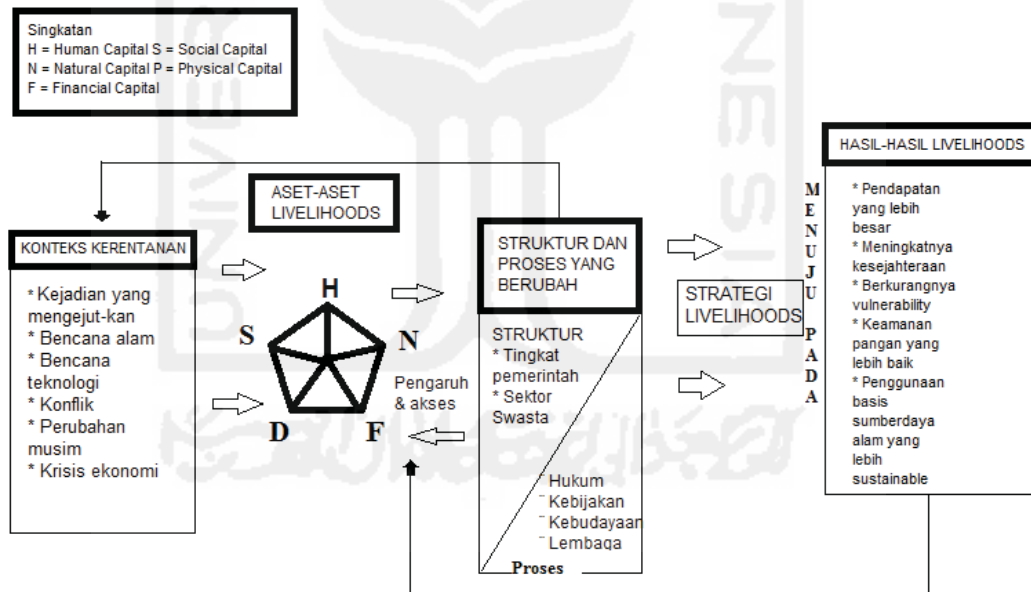 Singkatan
H = Human Capital S = Social Capital
N = Natural Capital P = Physical Capital
F = Financial Capital
KONTEKS KERENTANAN
* Kejadian yang
mengejut-kan
* Bencana alam
* Bencana
teknologi
* Konflik
* Perubahan
musim
* Krisis ekonomi
ASET-ASET
LIVELIHOODS
H
S
N
D
F
Pengaruh
& akses
STRUKTUR DAN
PROSES YANG
BERUBAH
STRUKTUR
* Tingkat
pemerintah
* Sektor
Swasta
¨ Hukum
¨ Kebijakan
¨ Kebudayaan
¨ Lembaga
Proses
STRATEGI
LIVELIHOODS
MENUJU PADA
HASIL-HASIL LIVELIHOODS
* Pendapatan
yang lebih
besar
* Meningkatnya
kesejahteraan
* Berkurangnya
vulnerability
* Keamanan
pangan yang
lebih baik
* Penggunaan
basis
sumberdaya
alam yang
lebih
sustainable
UNIVER
NESIA